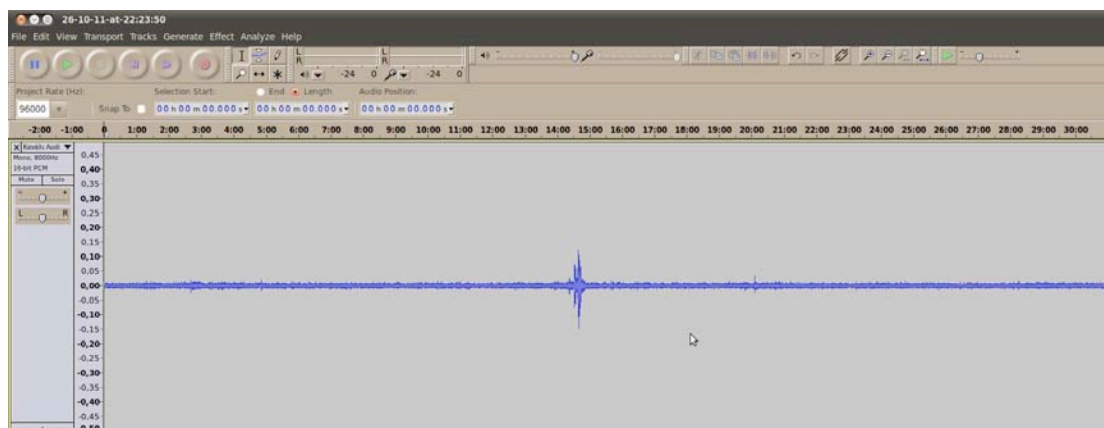 26-10-11-at-22:23:50
File Edit View Transport Tracks Generate Effect Analyze Help
L R
L R
-24 0
-24 0
Project Rate (Hz):
Selection Start:
End
Length
Audio Position:
96000
Snap To
00 h 00 m 00.000 s
00 h 00 m 00.000 s
00 h 00 m 00.000 s
-2:00 -1:00 0 1:00 2:00 3:00 4:00 5:00 6:00 7:00 8:00 9:00 10:00 11:00 12:00 13:00 14:00 15:00 16:00 17:00 18:00 19:00 20:00 21:00 22:00 23:00 24:00 25:00 26:00 27:00 28:00 29:00 30:00
X
Mono, 8000Hz
16-bit PCM
Mute Solo
- +
L R
0,45
0,40
0,35
0,30
0,25
0,20
0,15
0,10
0,05
0,00
-0,05
-0,10
-0,15
-0,20
-0,25
-0,30
-0,35
-0,40
-0,45
-0,50